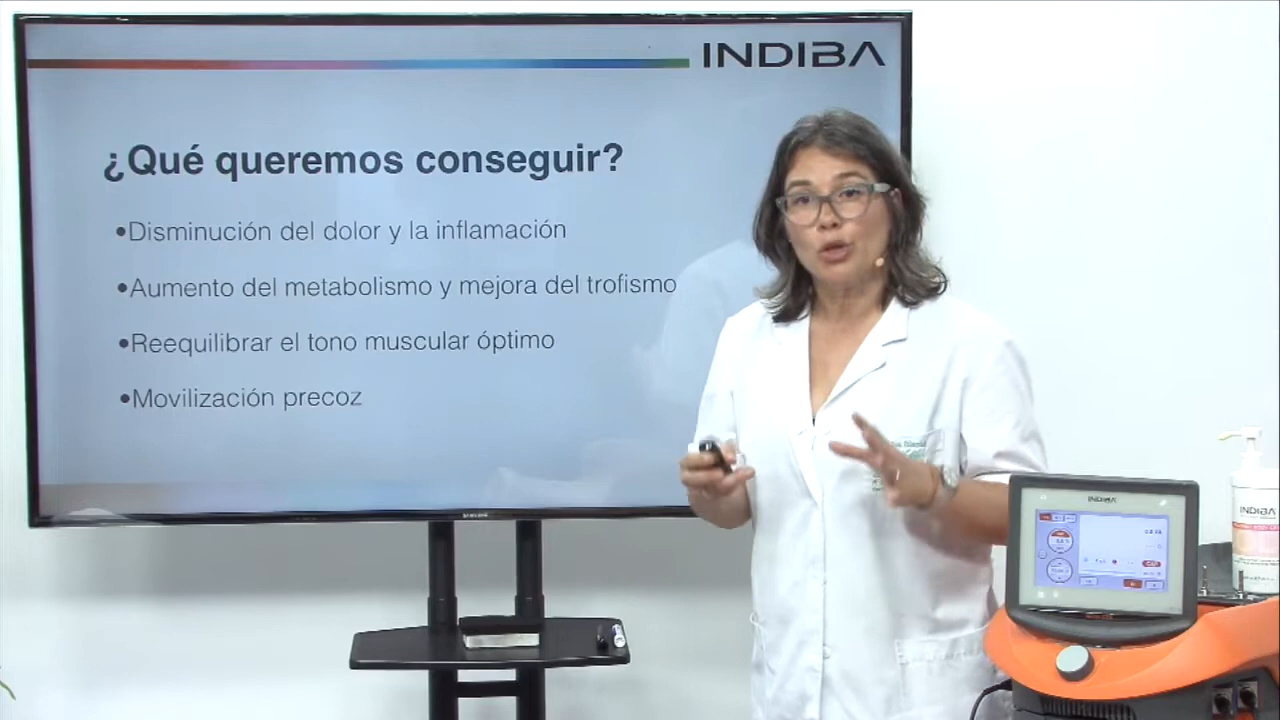 INDIBA
¿Qué queremos conseguir?
•Disminución del dolor y la inflamación
•Aumento del metabolismo y mejora del trofismo
•Reequilibrar el tono muscular óptimo
•Movilización precoz
INDIBA
INDIBA